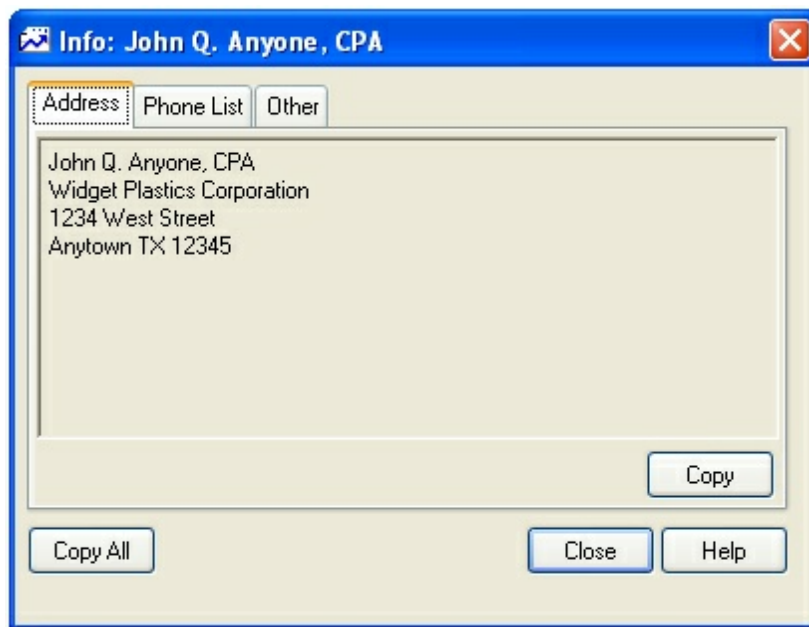 Info: John Q. Anyone, CPA
Address Phone List Other
John Q. Anyone, CPA
Widget Plastics Corporation
1234 West Street
Anytown TX 12345
Copy
Copy All Close Help